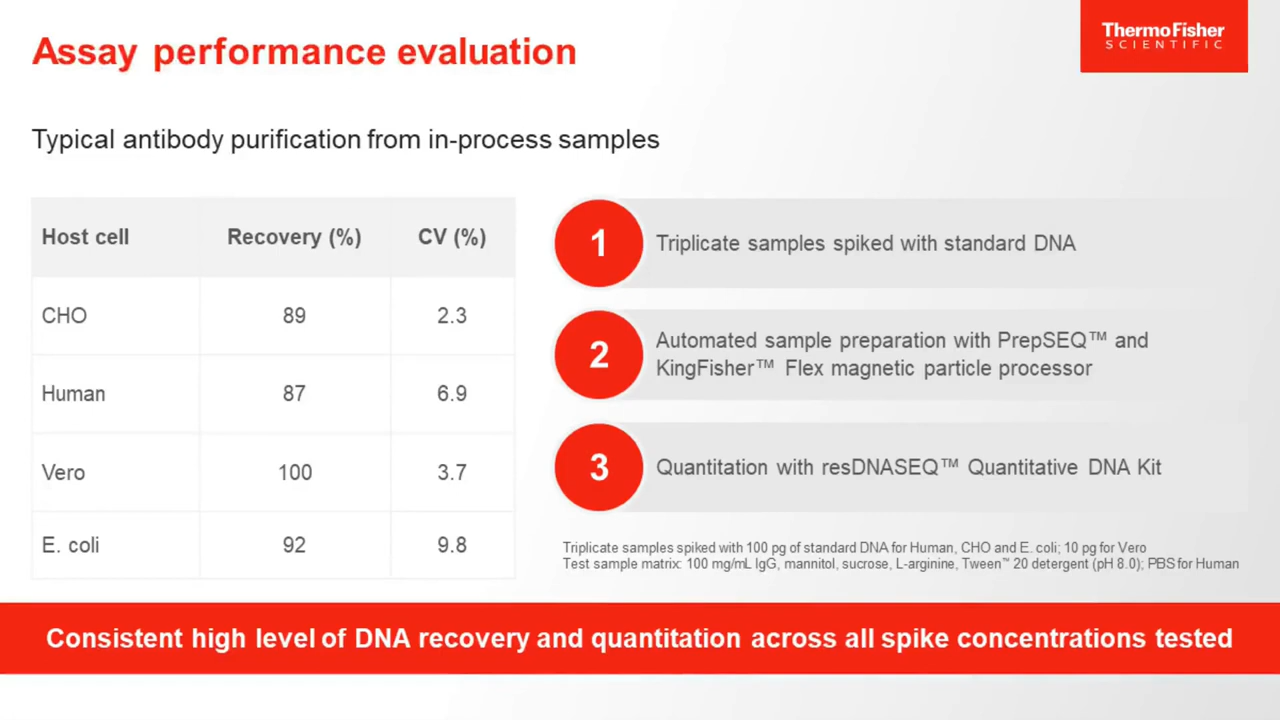 Assay performance evaluation
ThermoFisher
SCIENTIFIC
Typical antibody purification from in-process samples
Host cell Recovery (%) CV (%)
CHO 89 2.3
Human 87 6.9
Vero 100 3.7
E. coli 92 9.8
1 Triplicate samples spiked with standard DNA
2 Automated sample preparation with PrepSEQ™ and
KingFisher™ Flex magnetic particle processor
3 Quantitation with resDNASEQ™ Quantitative DNA Kit
Triplicate samples spiked with 100 pg of standard DNA for Human, CHO and E. coli; 10 pg for Vero
Test sample matrix: 100 mg/mL IgG, mannitol, sucrose, L-arginine, Tween™ 20 detergent (pH 8.0); PBS for Human
Consistent high level of DNA recovery and quantitation across all spike concentrations tested